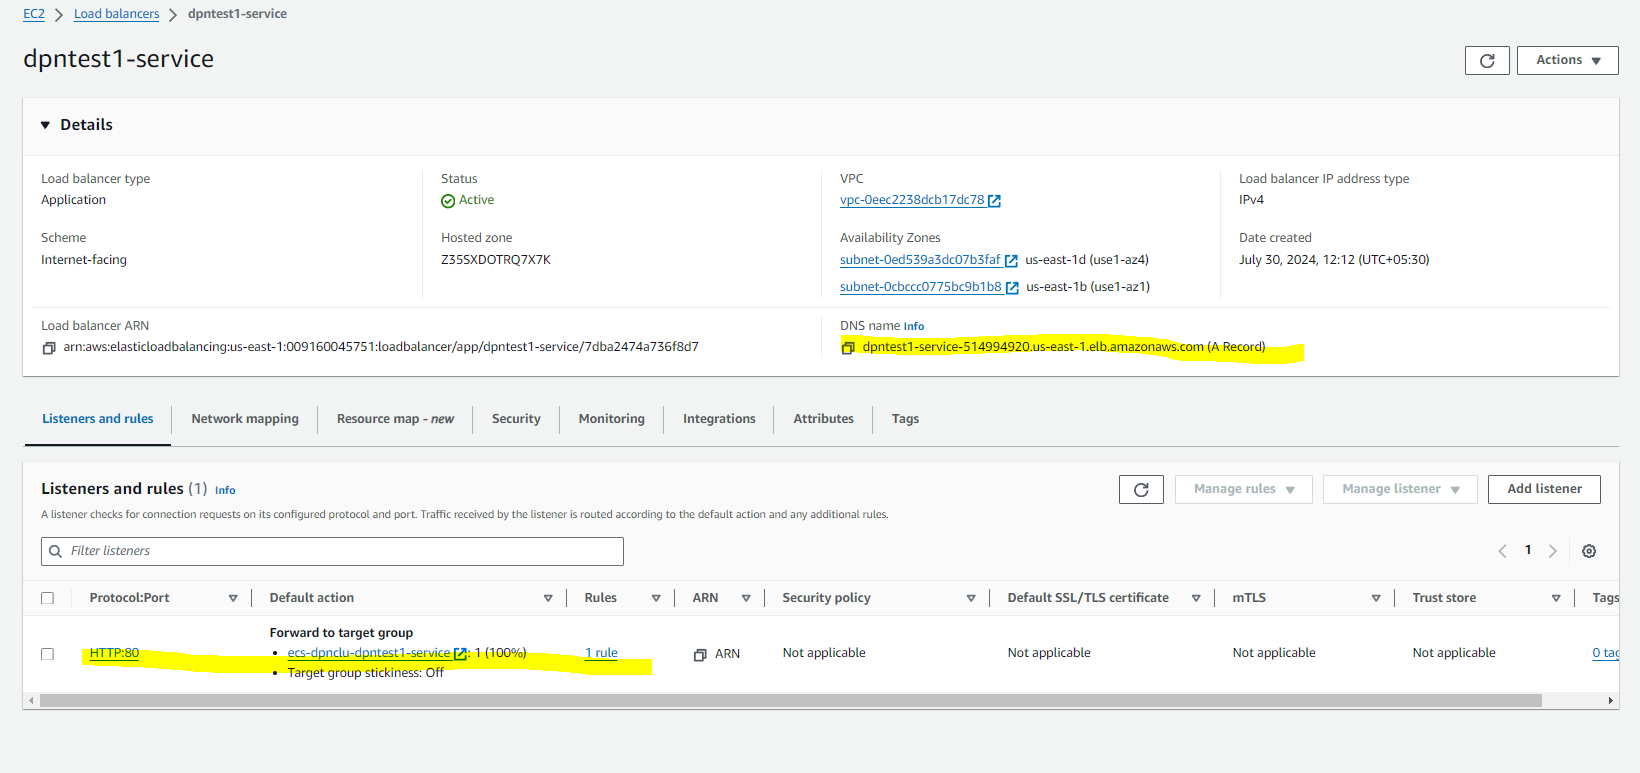 EC2 > Load balancers > dpntest1-service
dpntest1-service
Actions
Details
Load balancer type
Application
Status
Active
VPC
vpc-0eec2238dcb17dc78
Load balancer IP address type
IPv4
Scheme
Internet-facing
Hosted zone
Z35SXDOTRQ7X7K
Availability Zones
subnet-0ed539a3dc07b3faf us-east-1d (use1-az4)
subnet-0cbccc0775bc9b1b8 us-east-1b (use1-az1)
Date created
July 30, 2024, 12:12 (UTC+05:30)
Load balancer ARN
arn:aws:elasticloadbalancing:us-east-1:009160045751:loadbalancer/app/dpntest1-service/7dba2474a736f8d7
DNS name Info
dpntest1-service-514994920.us-east-1.elb.amazonaws.com (A Record)
Listeners and rules Network mapping Resource map - new Security Monitoring Integrations Attributes Tags
Listeners and rules (1) Info
Manage rules Manage listener Add listener
A listener checks for connection requests on its configured protocol and port. Traffic received by the listener is routed according to the default action and any additional rules.
Filter listeners
1
Protocol:Port Default action Rules ARN Security policy Default SSL/TLS certificate mTLS Trust store Tags
Forward to target group
HTTP:80 • ecs-dpnclu-dpntest1-service : 1 (100%) 1 rule ARN Not applicable Not applicable Not applicable Not applicable 0 tag
• Target group stickiness: Off